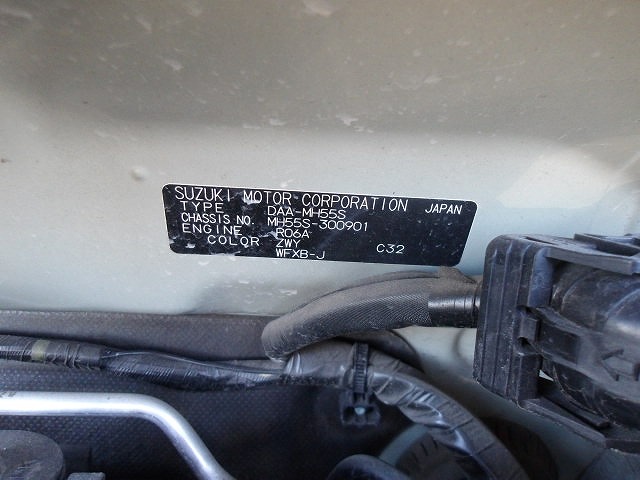 SUZUKI MOTOR CORPORATION JAPAN
TYPE DAA-MH55S
CHASSIS NO. MH55S-300901
ENGINE R06A
COLOR ZWY C32
WFXB-J